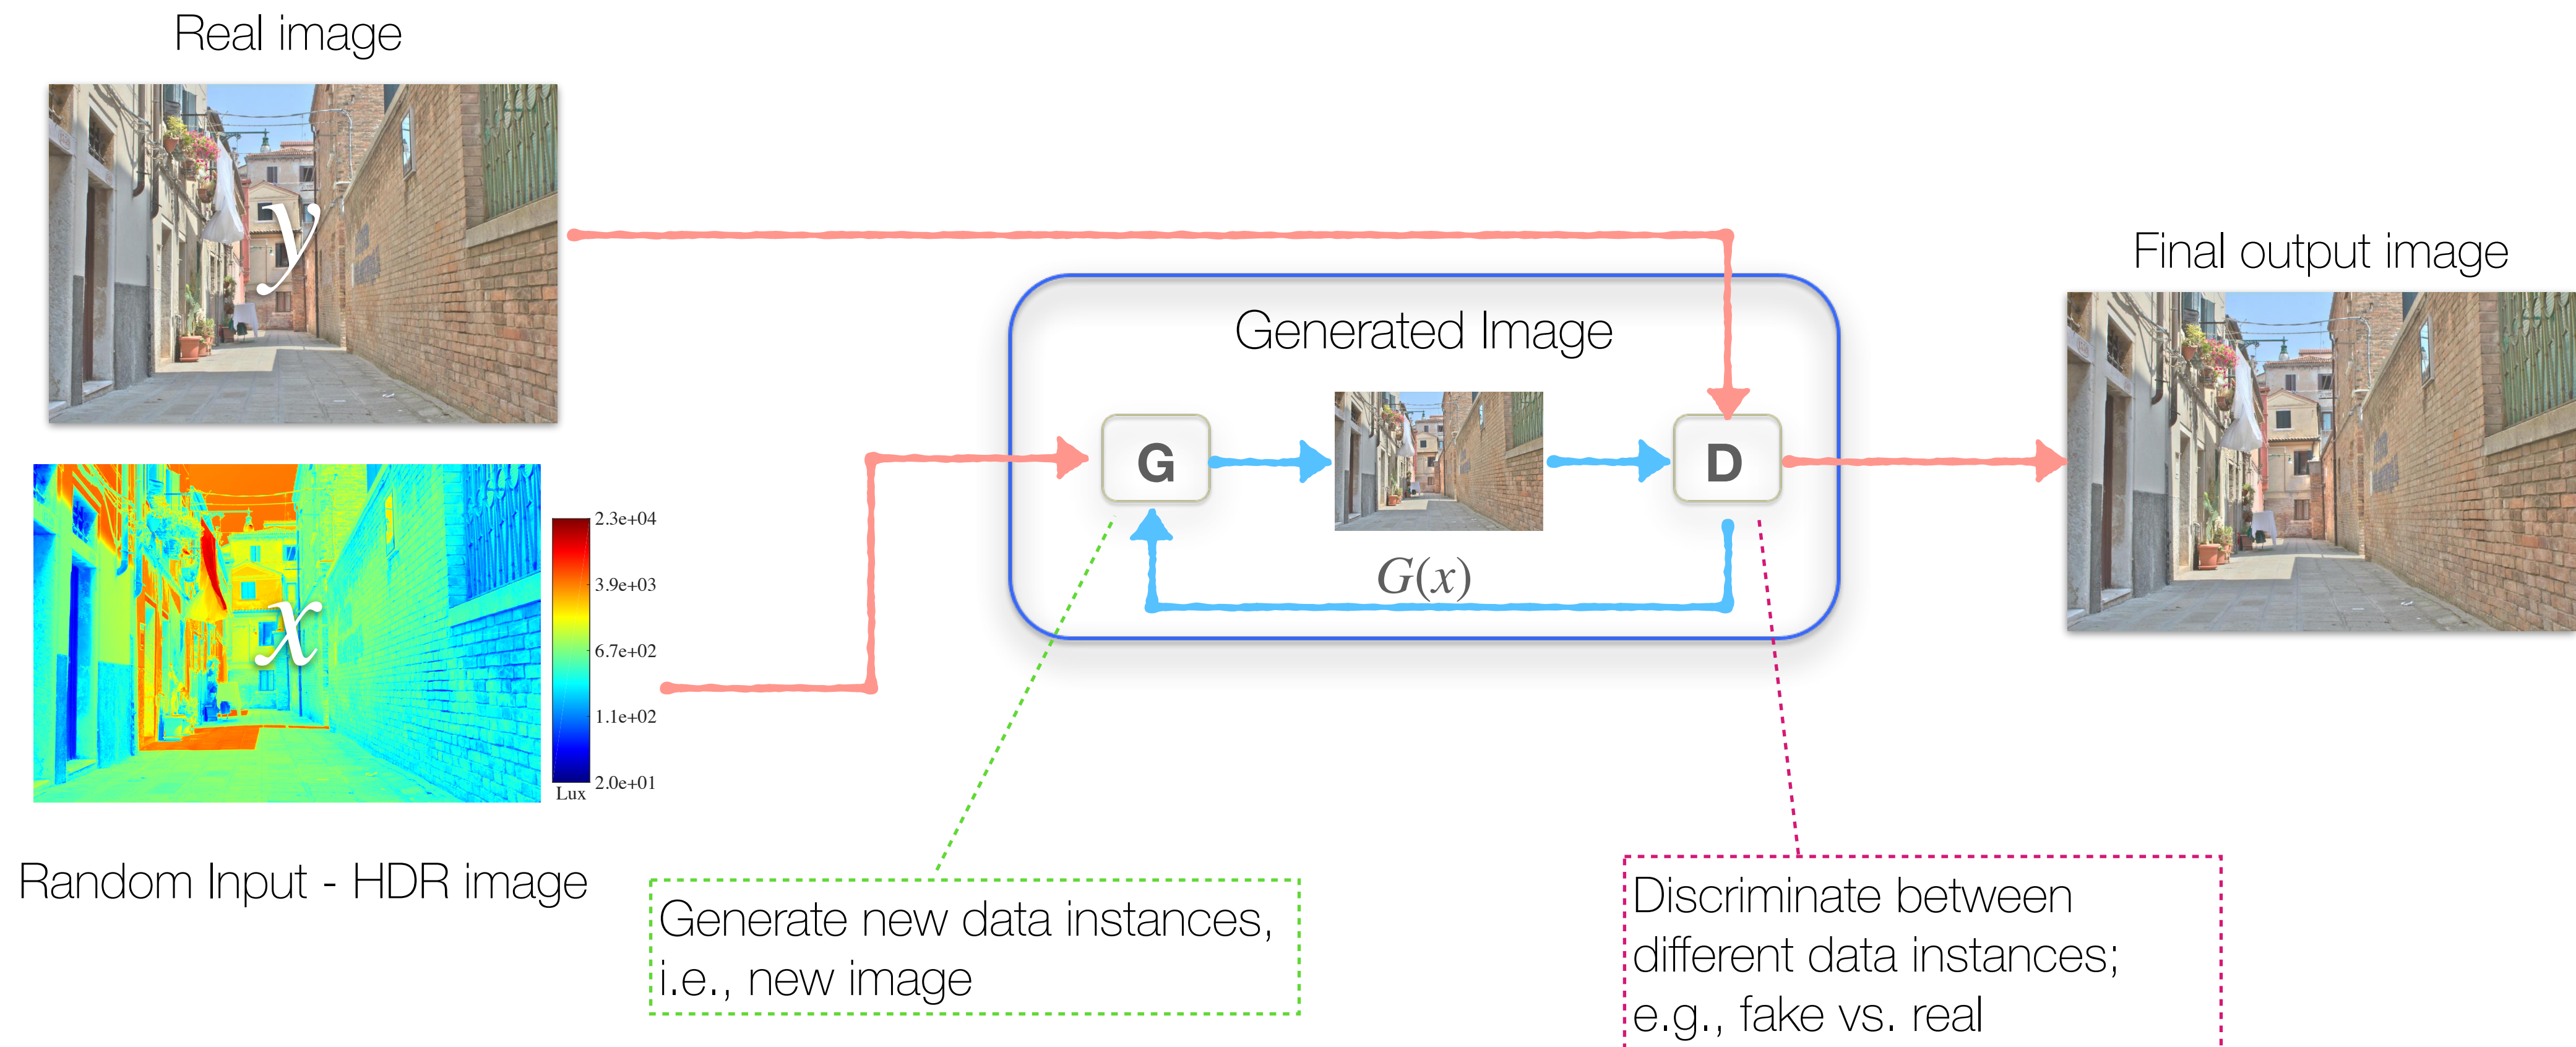 Real image
y
Final output image
Generated Image
G
D
G(x)
x
2.3e+04
3.9e+03
6.7e+02
1.1e+02
2.0e+01
Lux
Random Input - HDR image
Generate new data instances,
i.e., new image
Discriminate between
different data instances;
e.g., fake vs. real